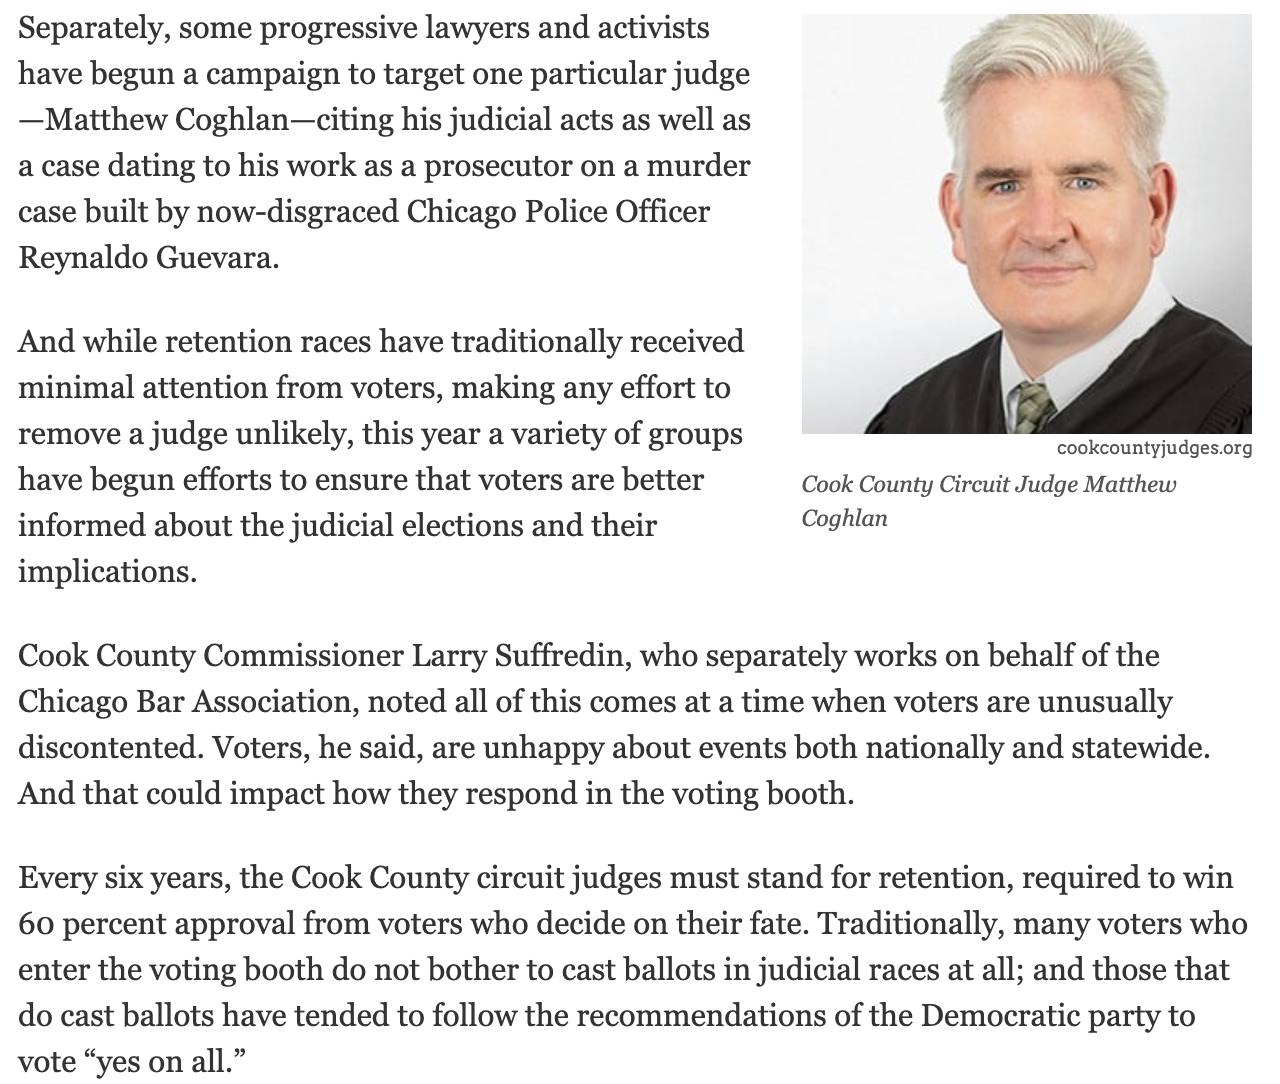 Separately, some progressive lawyers and activists
have begun a campaign to target one particular judge
—Matthew Coghlan—citing his judicial acts as well as
a case dating to his work as a prosecutor on a murder
case built by now-disgraced Chicago Police Officer
Reynaldo Guevara.
And while retention races have traditionally received
minimal attention from voters, making any effort to
remove a judge unlikely, this year a variety of groups
have begun efforts to ensure that voters are better
informed about the judicial elections and their
implications.
cookcountyjudges.org
Cook County Circuit Judge Matthew
Coghlan
Cook County Commissioner Larry Suffredin, who separately works on behalf of the
Chicago Bar Association, noted all of this comes at a time when voters are unusually
discontented. Voters, he said, are unhappy about events both nationally and statewide.
And that could impact how they respond in the voting booth.
Every six years, the Cook County circuit judges must stand for retention, required to win
60 percent approval from voters who decide on their fate. Traditionally, many voters who
enter the voting booth do not bother to cast ballots in judicial races at all; and those that
do cast ballots have tended to follow the recommendations of the Democratic party to
vote “yes on all.”